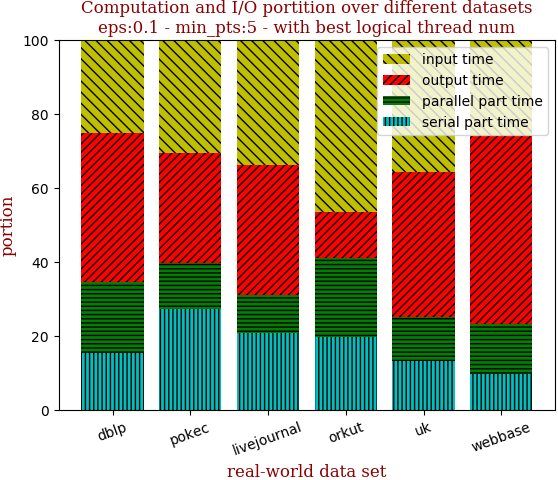 Computation and I/O portion over different datasets
eps:0.1 - min_pts:5 - with best logical thread num
100
80
60
40
20
0
portion
input time
output time
parallel part time
serial part time
dblp
pokec
livejournal
orkut
uk
webbase
real-world data set